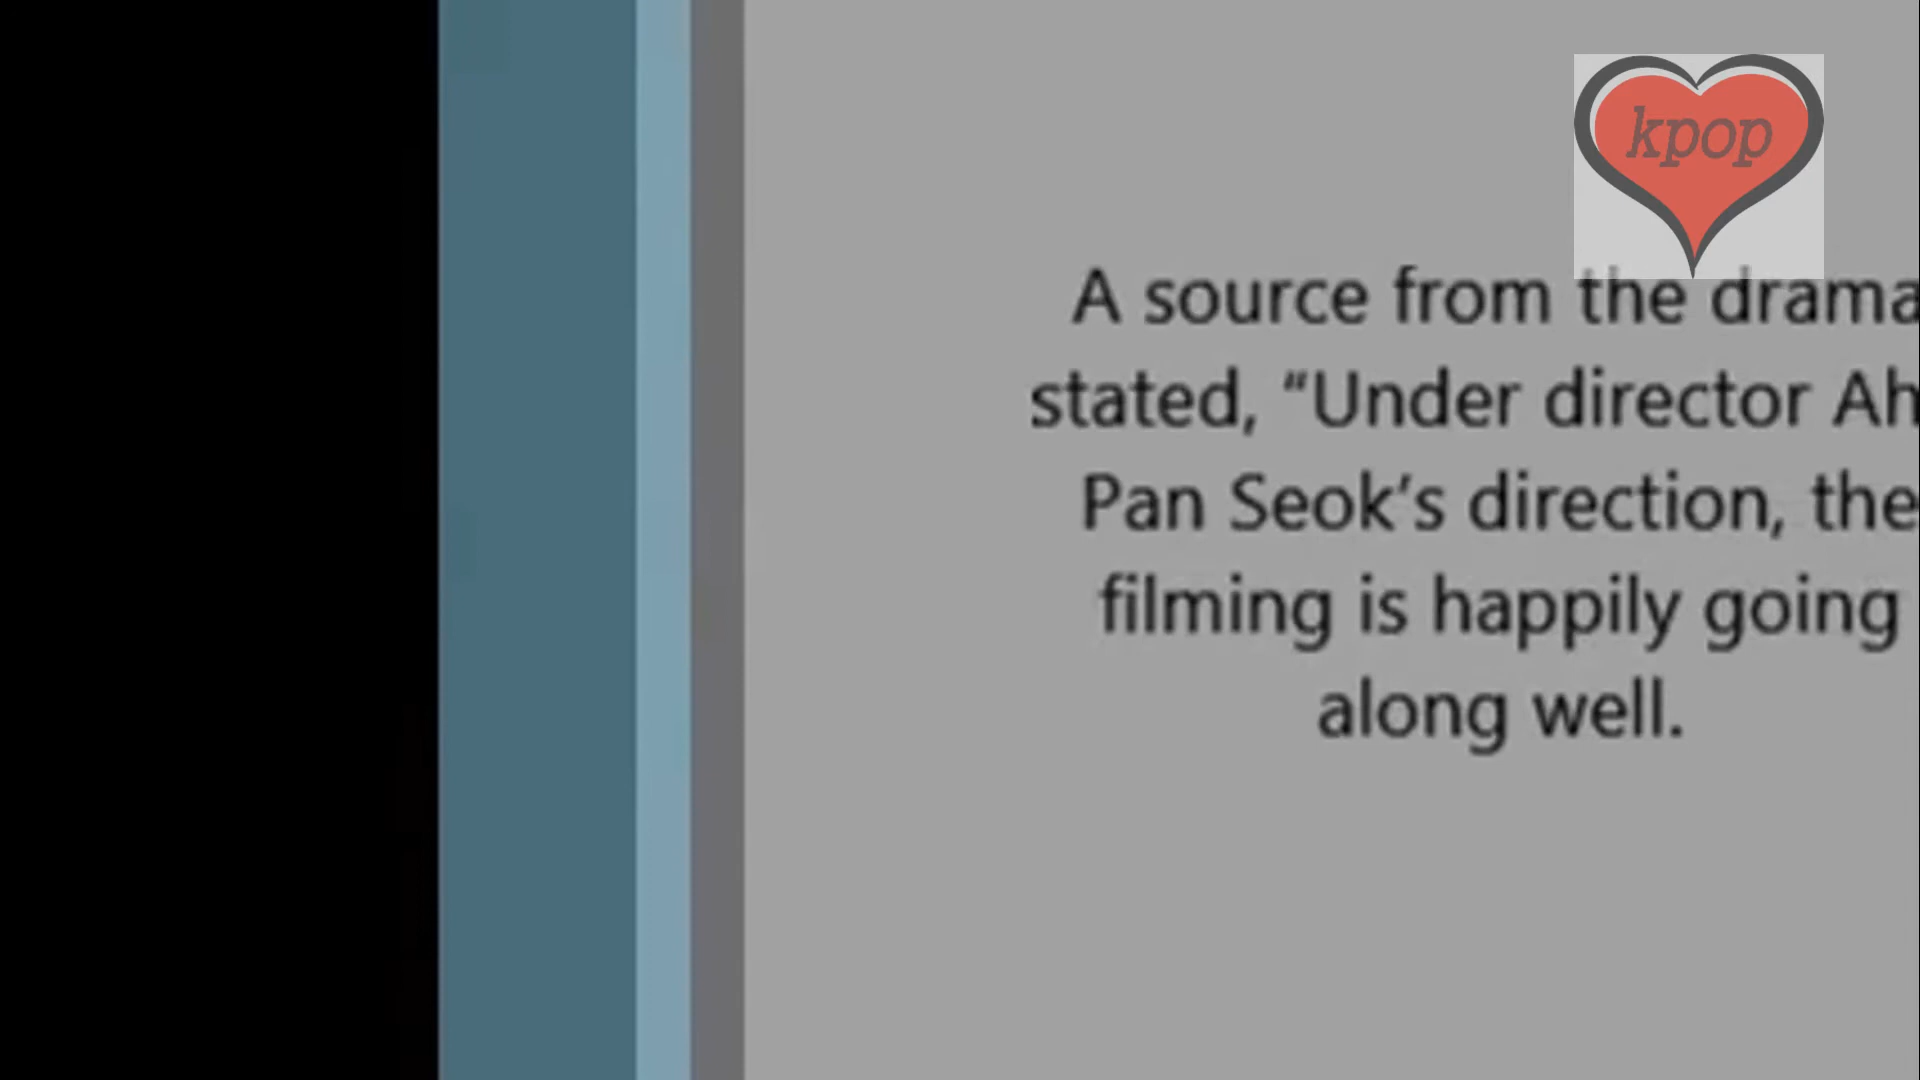 kpop
A source from the drama
stated, “Under director Ah
Pan Seok’s direction, the
filming is happily going
along well.